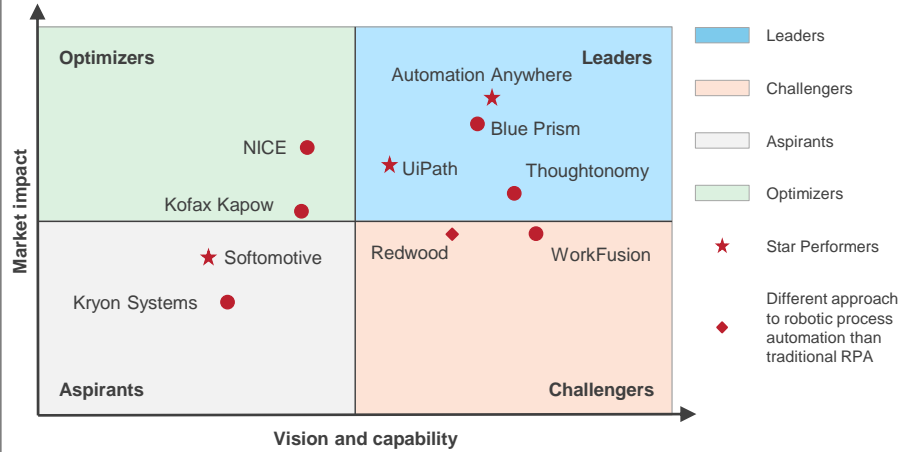 Optimizers
Leaders
Automation Anywhere
Blue Prism
NICE
UiPath
Thoughtonomy
Kofax Kapow
Redwood
WorkFusion
Softomotive
Kryon Systems
Aspirants
Challengers
Market impact
Vision and capability
Leaders
Challengers
Aspirants
Optimizers
Star Performers
Different approach
to robotic process
automation than
traditional RPA